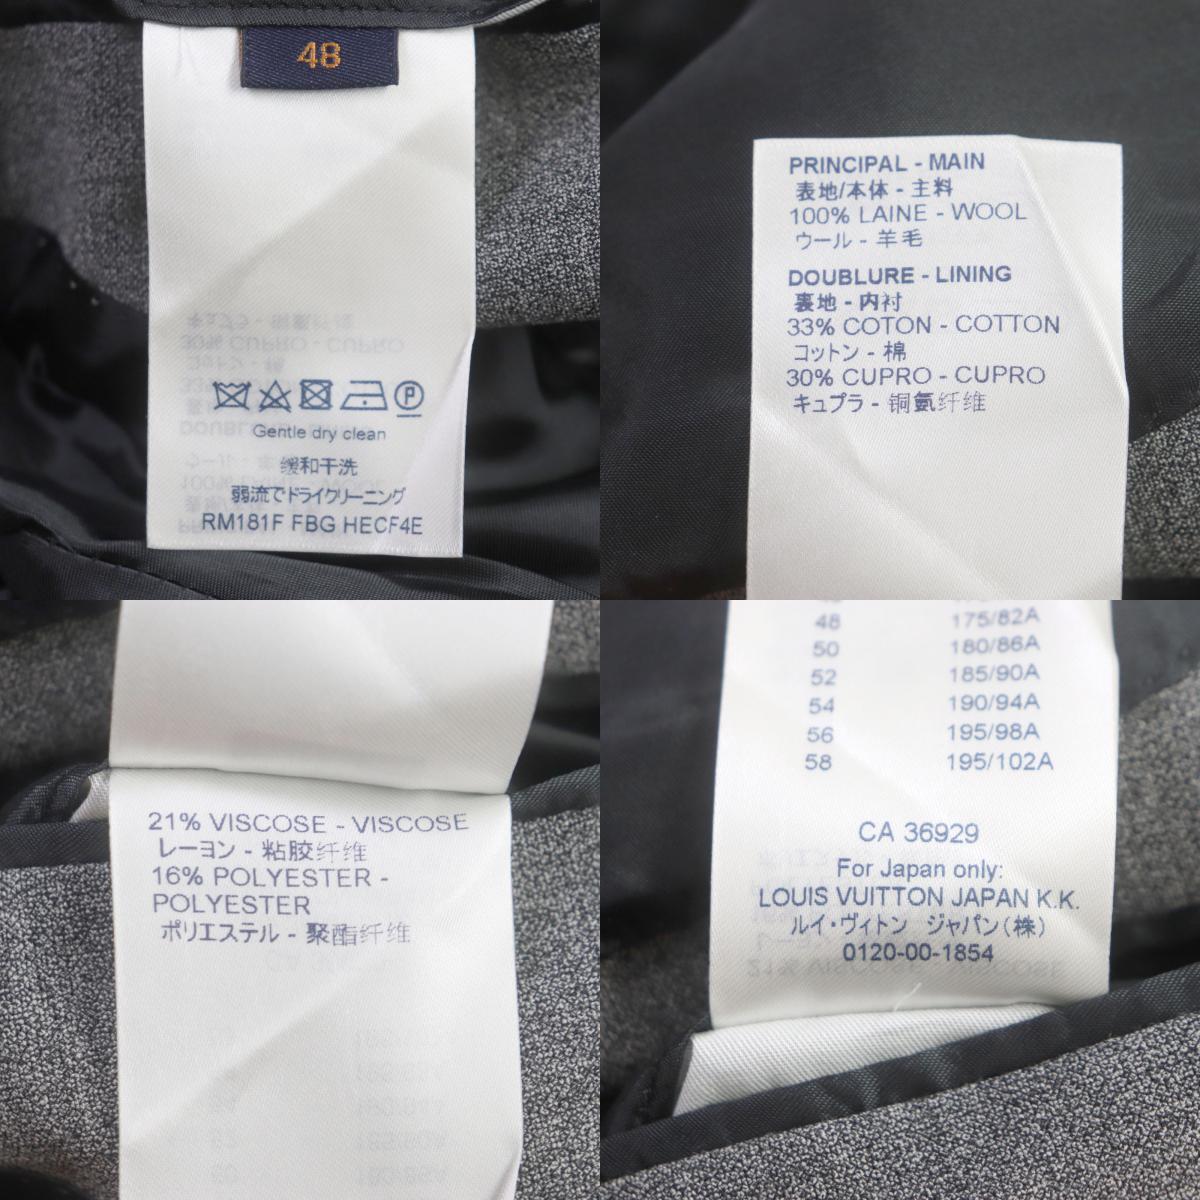 48
Gentle dry clean
缓和干洗
弱流でドライクリーニング
RM181F FBG HECF4E
PRINCIPAL - MAIN
表地/本体 - 主料
100% LAINE - WOOL
ウール - 羊毛
DOUBLURE - LINING
裏地 - 内衬
33% COTON - COTTON
コットン - 棉
30% CUPRO - CUPRO
キュプラ - 铜氨纤维
21% VISCOSE - VISCOSE
レーヨン - 粘胶纤维
16% POLYESTER -
POLYESTER
ポリエステル - 聚酯纤维
48 175/82A
50 180/86A
52 185/90A
54 190/94A
56 195/98A
58 195/102A
CA 36929
For Japan only:
LOUIS VUITTON JAPAN K.K.
ルイ・ヴィトン ジャパン(株)
0120-00-1854